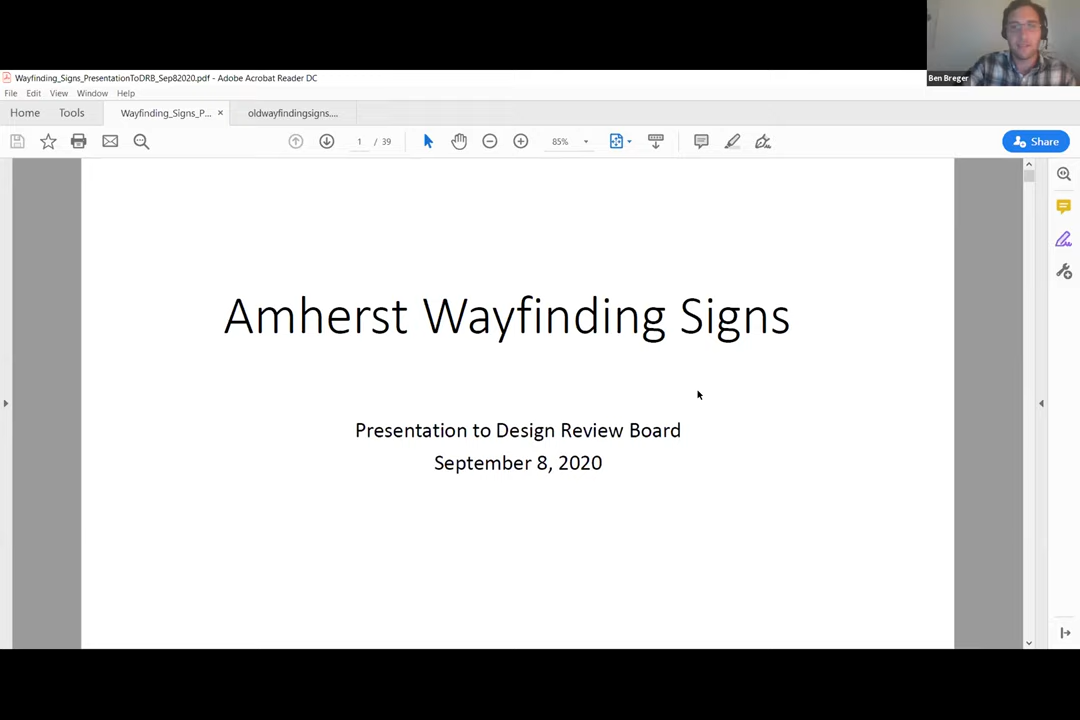 Ben Breger
Wayfinding_Signs_PresentationToDRB_Sep82020.pdf - Adobe Acrobat Reader DC
File Edit View Window Help
Home Tools Wayfinding_Signs_P... × oldwayfindingsigns....
1 / 39 85% Share
Amherst Wayfinding Signs
Presentation to Design Review Board
September 8, 2020